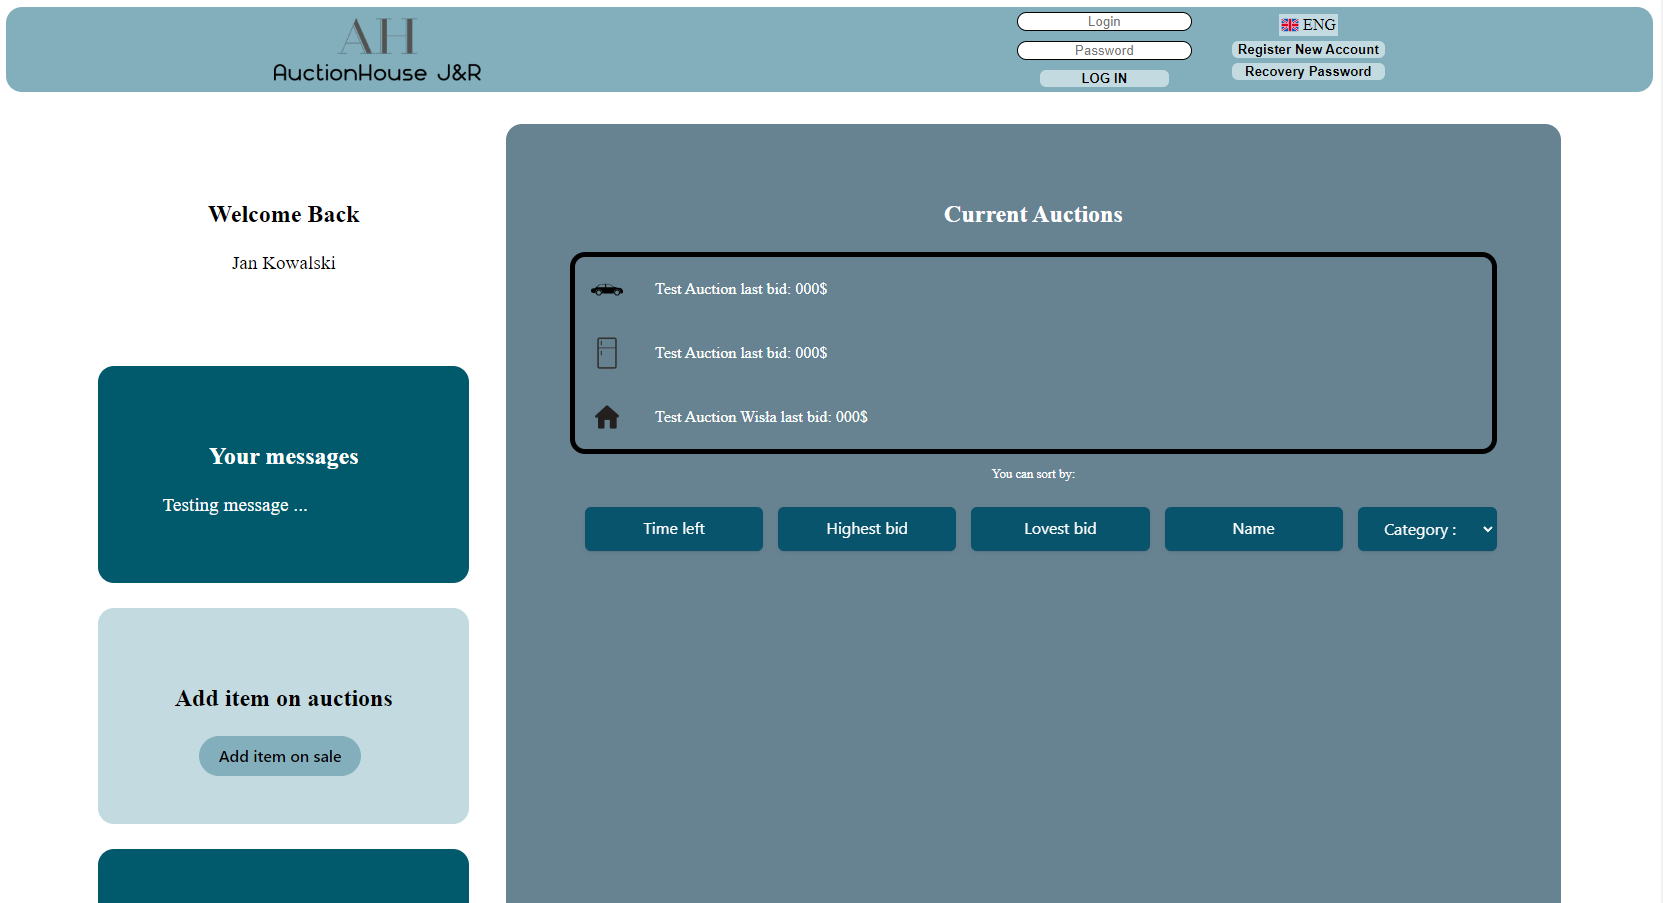 AH
AuctionHouse J&R
Login
Password
LOG IN
ENG
Register New Account
Recovery Password
Welcome Back
Jan Kowalski
Your messages
Testing message ...
Add item on auctions
Add item on sale
Current Auctions
Test Auction last bid: 000$
Test Auction last bid: 000$
Test Auction Wisła last bid: 000$
You can sort by:
Time left
Highest bid
Lovest bid
Name
Category :